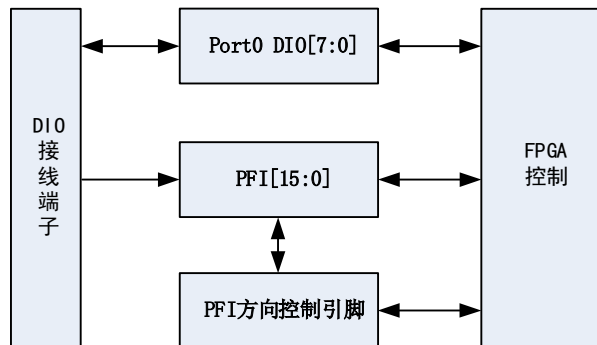 Port0 DIO[7:0]
DIO
接
线
端
子
FPGA
控制
PFI[15:0]
PFI方向控制引脚